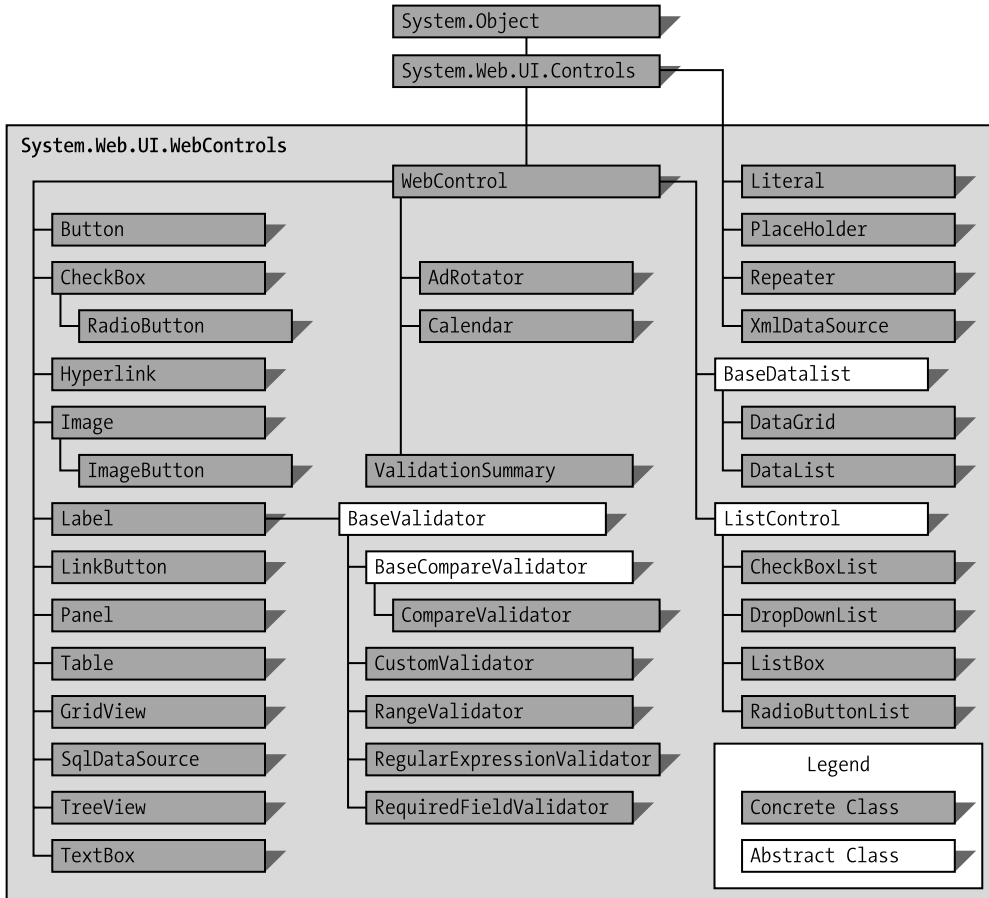 System.Object
System.Web.UI.Controls
System.Web.UI.WebControls
WebControl
Button
CheckBox
RadioButton
Hyperlink
Image
ImageButton
Label
LinkButton
Panel
Table
GridView
SqlDataSource
TreeView
TextBox
AdRotator
Calendar
ValidationSummary
BaseValidator
BaseCompareValidator
CompareValidator
CustomValidator
RangeValidator
RegularExpressionValidator
RequiredFieldValidator
Literal
PlaceHolder
Repeater
XmlDataSource
BaseDatalist
DataGrid
DataList
ListControl
CheckBoxList
DropDownList
ListBox
RadioButtonList
Legend
Concrete Class
Abstract Class